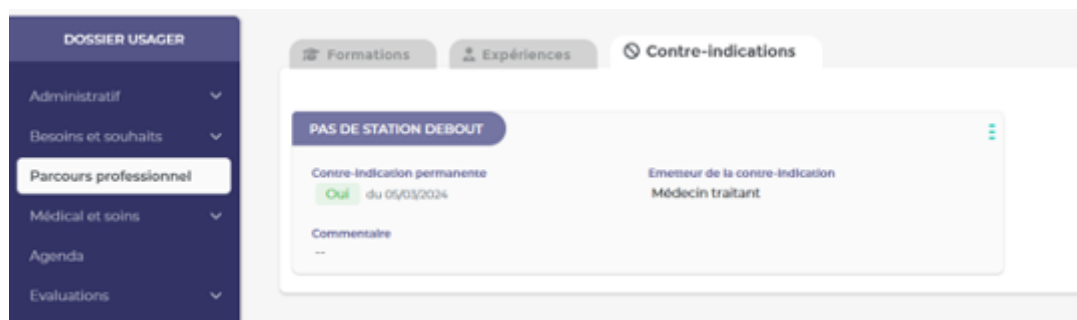 DOSSIER USAGER
Administratif
Besoins et souhaits
Parcours professionnel
Médical et soins
Agenda
Evaluations
Formations
Expériences
Contre-indications
PAS DE STATION DEBOUT
Contre-indication permanente
Oui du 05/03/2024
Emetteur de la contre-indication
Médecin traitant
Commentaire
--